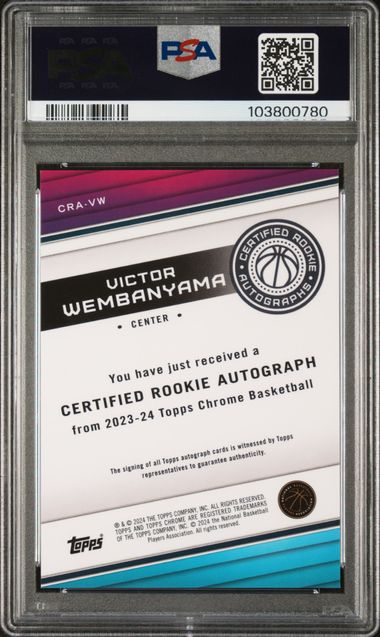 PSA
PSA
103800780
CRA-VW
VICTOR
WEMBANYAMA
• CENTER •
CERTIFIED ROOKIE
AUTOGRAPHS
You have just received a
CERTIFIED ROOKIE AUTOGRAPH
from 2023-24 Topps Chrome Basketball
The signing of all Topps autograph cards is witnessed by Topps
representatives to guarantee authenticity.
® & © 2024 THE TOPPS COMPANY, INC. ALL RIGHTS RESERVED.
TOPPS AND TOPPS CHROME ARE REGISTERED TRADEMARKS
OF THE TOPPS COMPANY, INC. © 2024 the National Basketball
Players Association. All rights reserved.
Topps